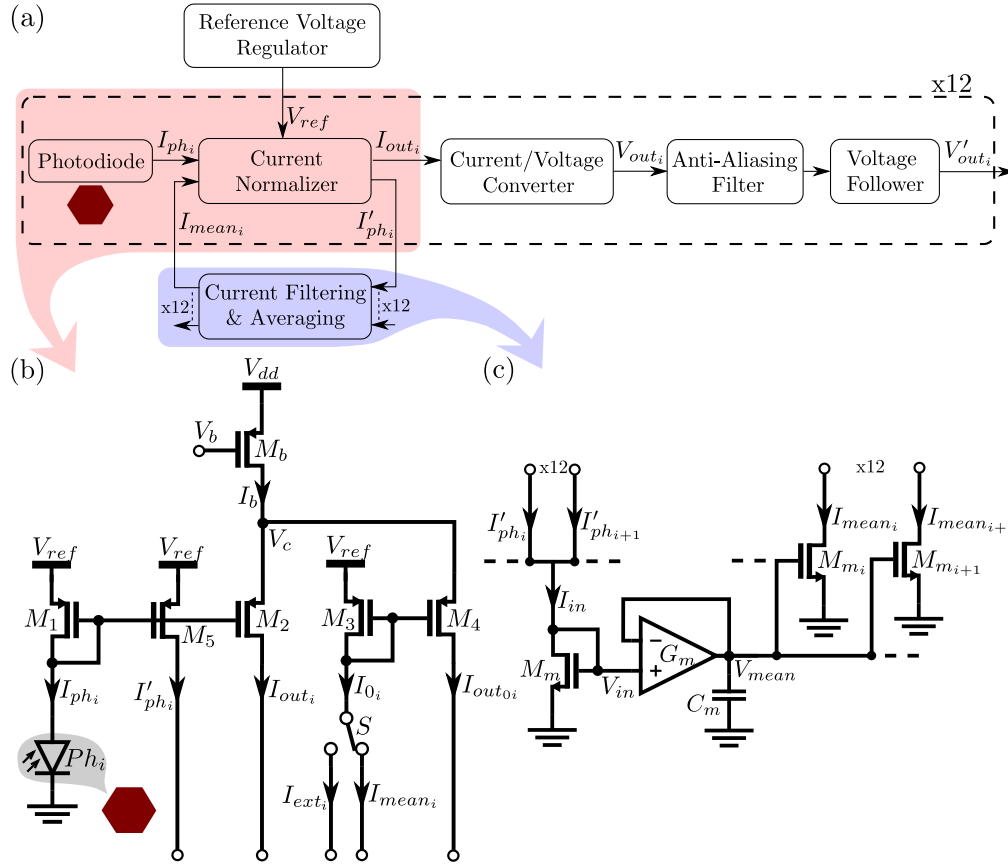 (a)
Reference Voltage
Regulator
x12
V_ref
Photodiode
I_ph_i
Current
Normalizer
I_out_i
Current/Voltage
Converter
V_out_i
Anti-Aliasing
Filter
Voltage
Follower
V'_out_i
I_mean_i
I'_ph_i
x12
Current Filtering
& Averaging
x12
(b)
V_dd
V_b
M_b
I_b
V_c
V_ref
V_ref
V_ref
M_1
M_5
M_2
M_3
M_4
I_ph_i
I'_ph_i
I_out_i
I_0_i
I_out_0i
S
Ph_i
I_ext_i
I_mean_i
(c)
x12
x12
I'_ph_i
I'_ph_i+1
I_mean_i
I_mean_i+
M_m_i
M_m_i+1
I_in
M_m
V_in
−
+
G_m
V_mean
C_m